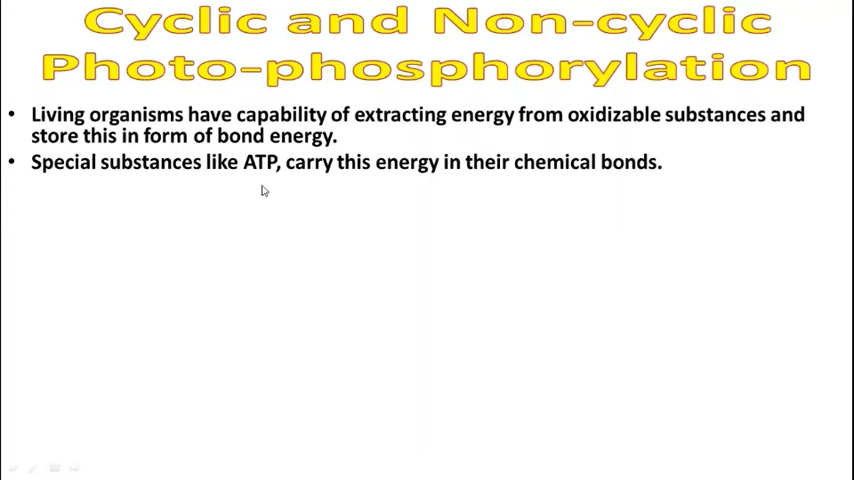 Cyclic and Non-cyclic
Photo-phosphorylation
• Living organisms have capability of extracting energy from oxidizable substances and
store this in form of bond energy.
• Special substances like ATP, carry this energy in their chemical bonds.